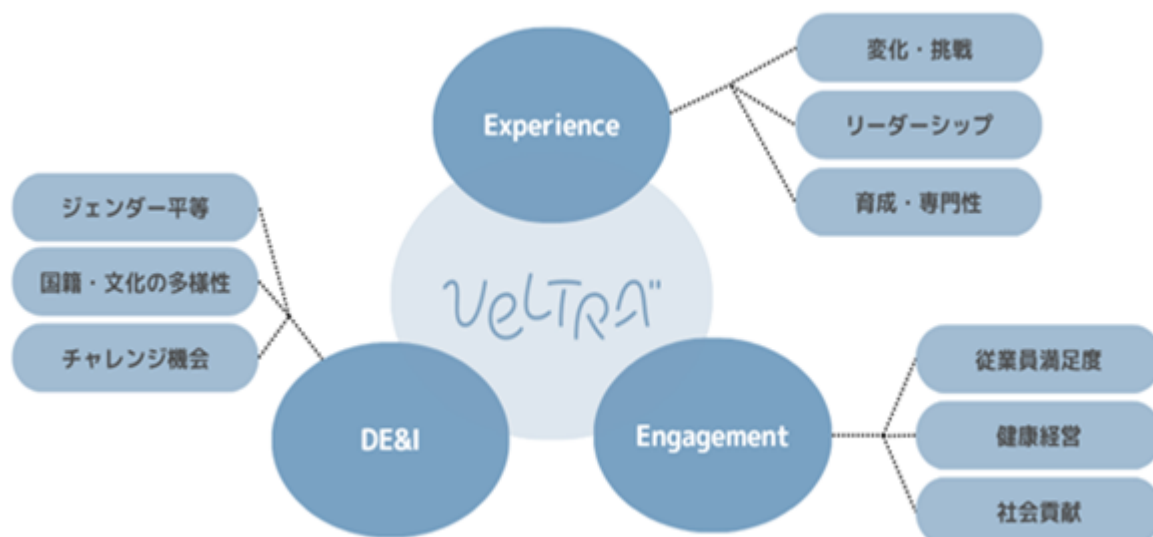 Experience
変化・挑戦
リーダーシップ
育成・専門性
ジェンダー平等
国籍・文化の多様性
チャレンジ機会
VELTRA
DE&I
Engagement
従業員満足度
健康経営
社会貢献